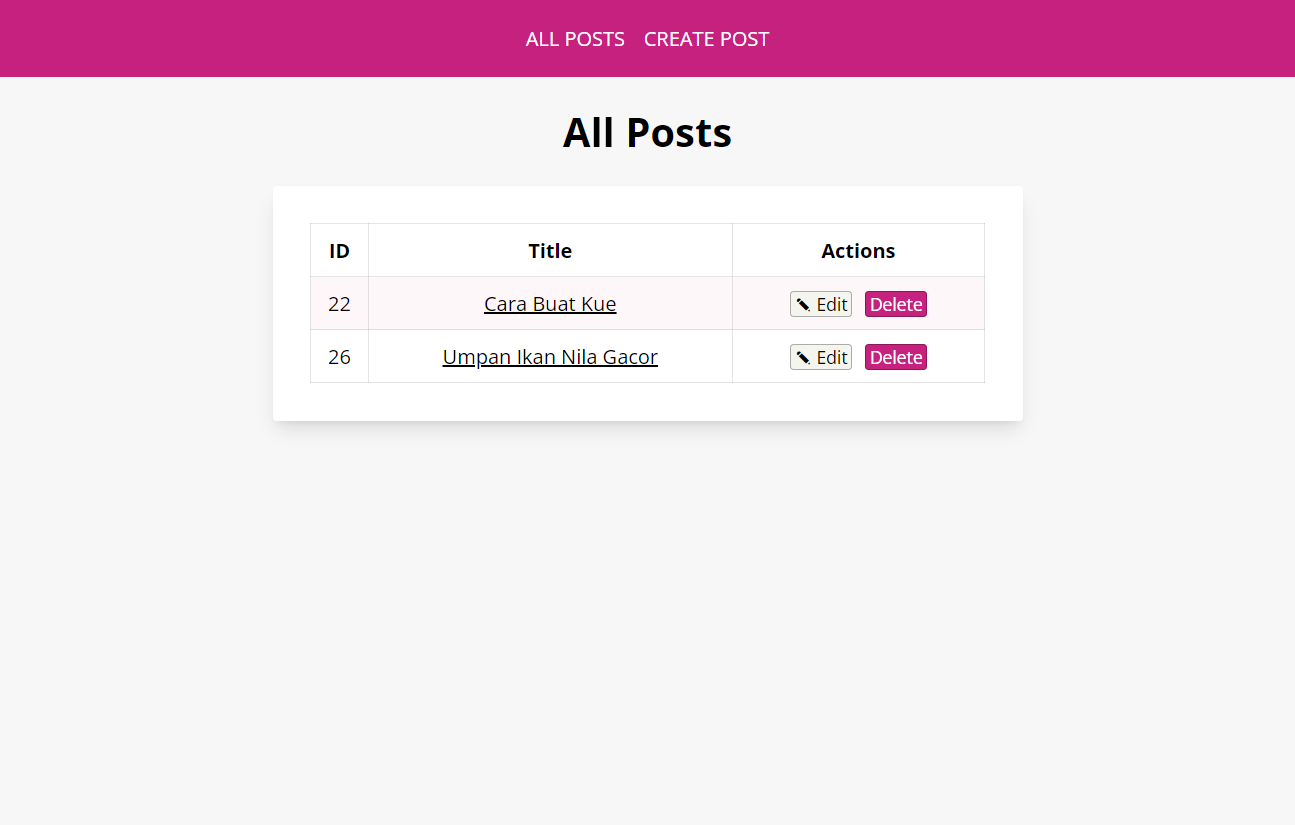 ALL POSTS CREATE POST
All Posts
ID Title Actions
22 Cara Buat Kue Edit Delete
26 Umpan Ikan Nila Gacor Edit Delete